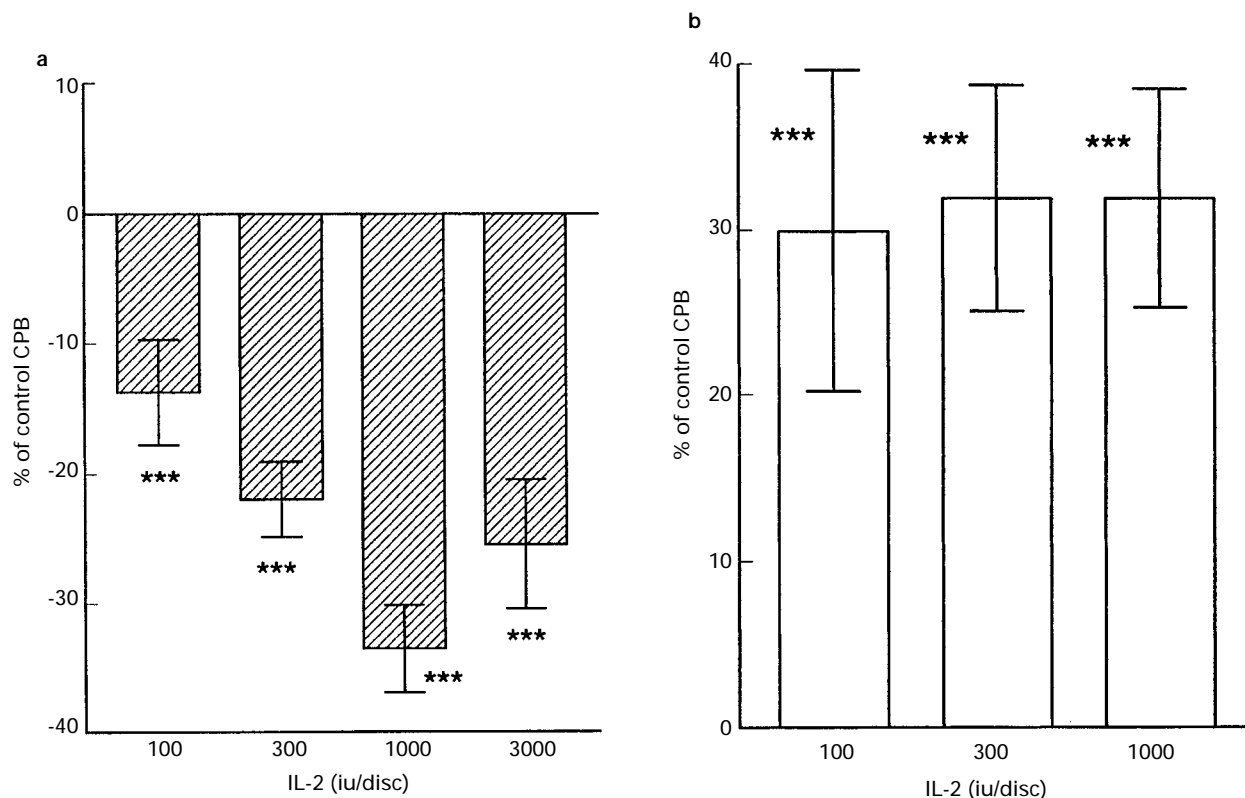 a
% of control CPB
10
0
-10
-20
-30
-40
***
***
***
***
100 300 1000 3000
IL-2 (iu/disc)
b
% of control CPB
40
30
20
10
0
*** *** ***
100 300 1000
IL-2 (iu/disc)